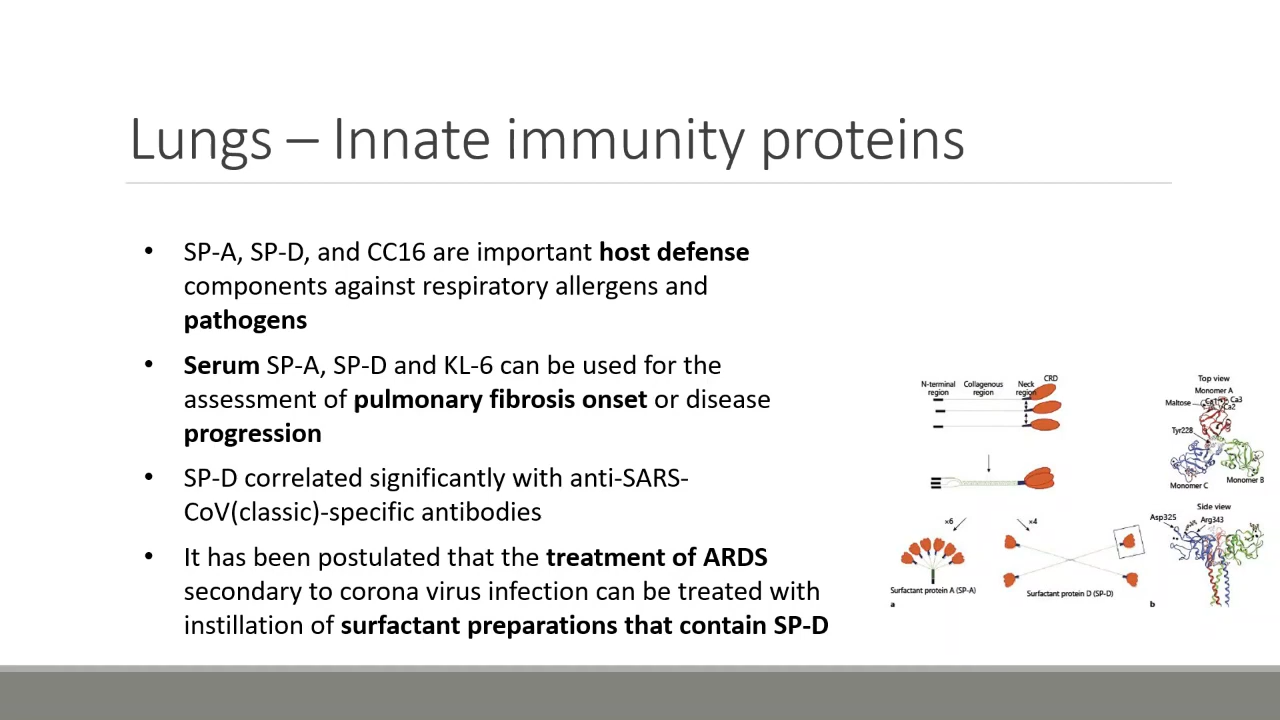 Lungs – Innate immunity proteins
• SP-A, SP-D, and CC16 are important host defense
components against respiratory allergens and
pathogens
• Serum SP-A, SP-D and KL-6 can be used for the
assessment of pulmonary fibrosis onset or disease
progression
• SP-D correlated significantly with anti-SARS-
CoV(classic)-specific antibodies
• It has been postulated that the treatment of ARDS
secondary to corona virus infection can be treated with
instillation of surfactant preparations that contain SP-D
N-terminal
region
Collagenous
region
Neck
region
CRD
×6
×4
Surfactant protein A (SP-A)
Surfactant protein D (SP-D)
a
b
Top view
Monomer A
Maltose
Ca1
Ca3
Ca2
Tyr228
Monomer C
Monomer B
Side view
Asp325
Arg343